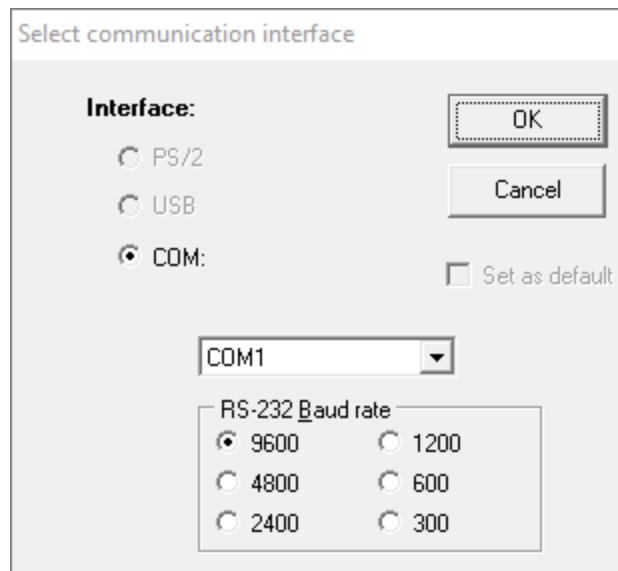 Select communication interface
Interface:
OK
PS/2
Cancel
USB
COM:
Set as default
COM1
RS-232 Baud rate
9600 1200
4800 600
2400 300